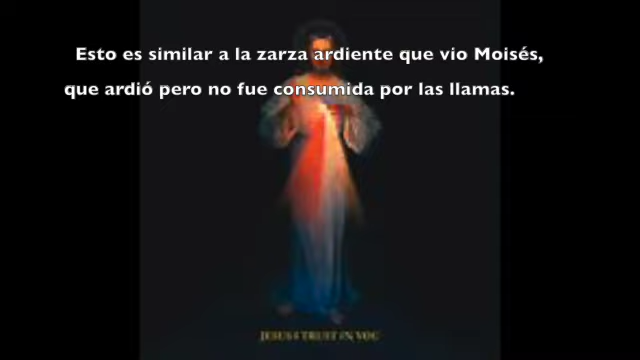 Esto es similar a la zarza ardiente que vio Moisés,
que ardió pero no fue consumida por las llamas.
JESUS I TRUST IN YOU